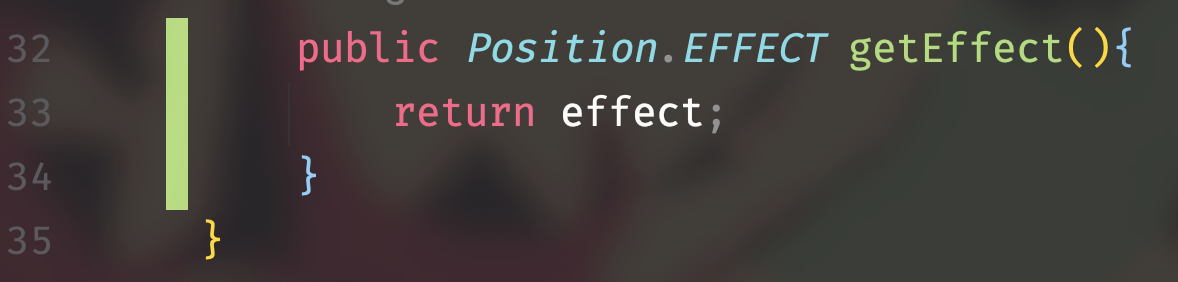 32 public Position.EFFECT getEffect(){
33 return effect;
34 }
35 }